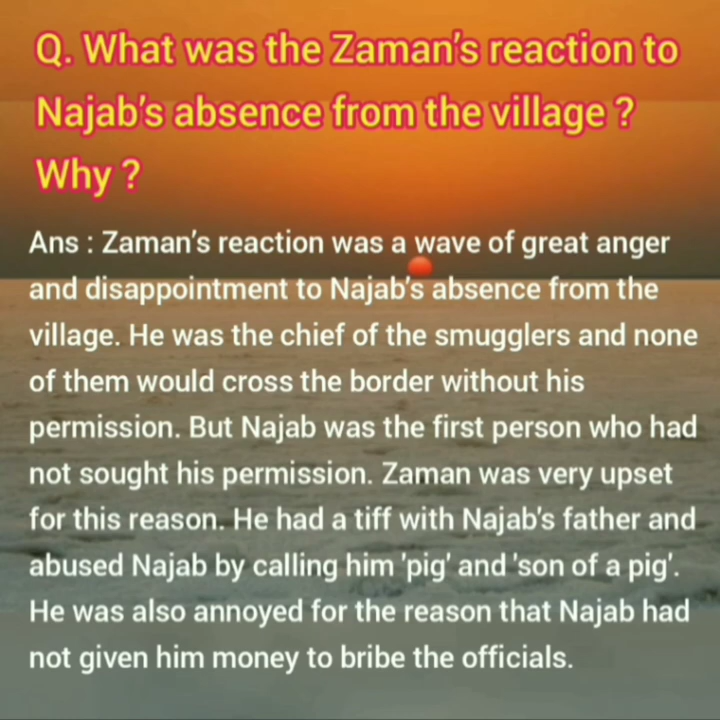 Q. What was the Zaman's reaction to
Najab's absence from the village ?
Why ?
Ans : Zaman's reaction was a wave of great anger
and disappointment to Najab's absence from the
village. He was the chief of the smugglers and none
of them would cross the border without his
permission. But Najab was the first person who had
not sought his permission. Zaman was very upset
for this reason. He had a tiff with Najab's father and
abused Najab by calling him 'pig' and 'son of a pig'.
He was also annoyed for the reason that Najab had
not given him money to bribe the officials.